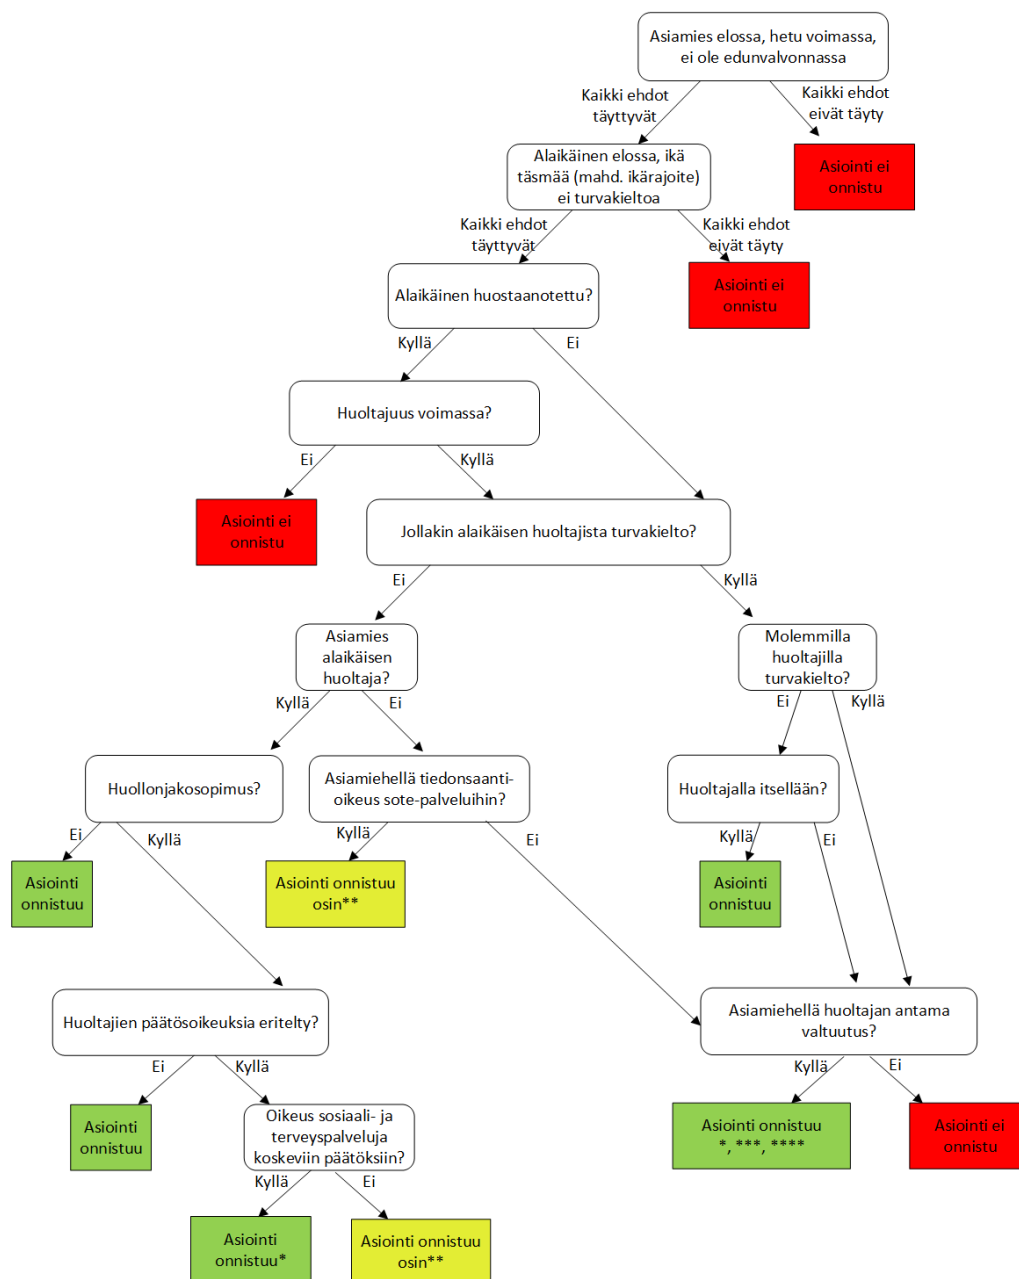 Asiamies elossa, hetu voimassa,
ei ole edunvalvonnassa
Kaikki ehdot
täyttyvät
Kaikki ehdot
eivät täyty
Alaikäinen elossa, ikä
täsmää (mahd. ikärajoite)
ei turvakieltoa
Asiointi ei
onnistu
Kaikki ehdot
täyttyvät
Kaikki ehdot
eivät täyty
Alaikäinen huostaanotettu?
Asiointi ei
onnistu
Kyllä
Ei
Huoltajuus voimassa?
Ei
Kyllä
Asiointi ei
onnistu
Jollakin alaikäisen huoltajista turvakielto?
Ei
Kyllä
Asiamies
alaikäisen
huoltaja?
Molemmilla
huoltajilla
turvakielto?
Kyllä
Ei
Ei
Kyllä
Huollonjakosopimus?
Asiamiehellä tiedonsaanti-
oikeus sote-palveluihin?
Huoltajalla itsellään?
Ei
Kyllä
Kyllä
Ei
Kyllä
Ei
Asiointi
onnistuu
Asiointi onnistuu
osin**
Asiointi
onnistuu
Huoltajien päätösoikeuksia eritelty?
Asiamiehellä huoltajan antama
valtuutus?
Ei
Kyllä
Kyllä
Ei
Asiointi
onnistuu
Oikeus sosiaali- ja
terveyspalveluja
koskeviin päätöksiin?
Asiointi onnistuu
*, ***, ****
Asiointi ei
onnistu
Kyllä
Ei
Asiointi
onnistuu*
Asiointi onnistuu
osin**